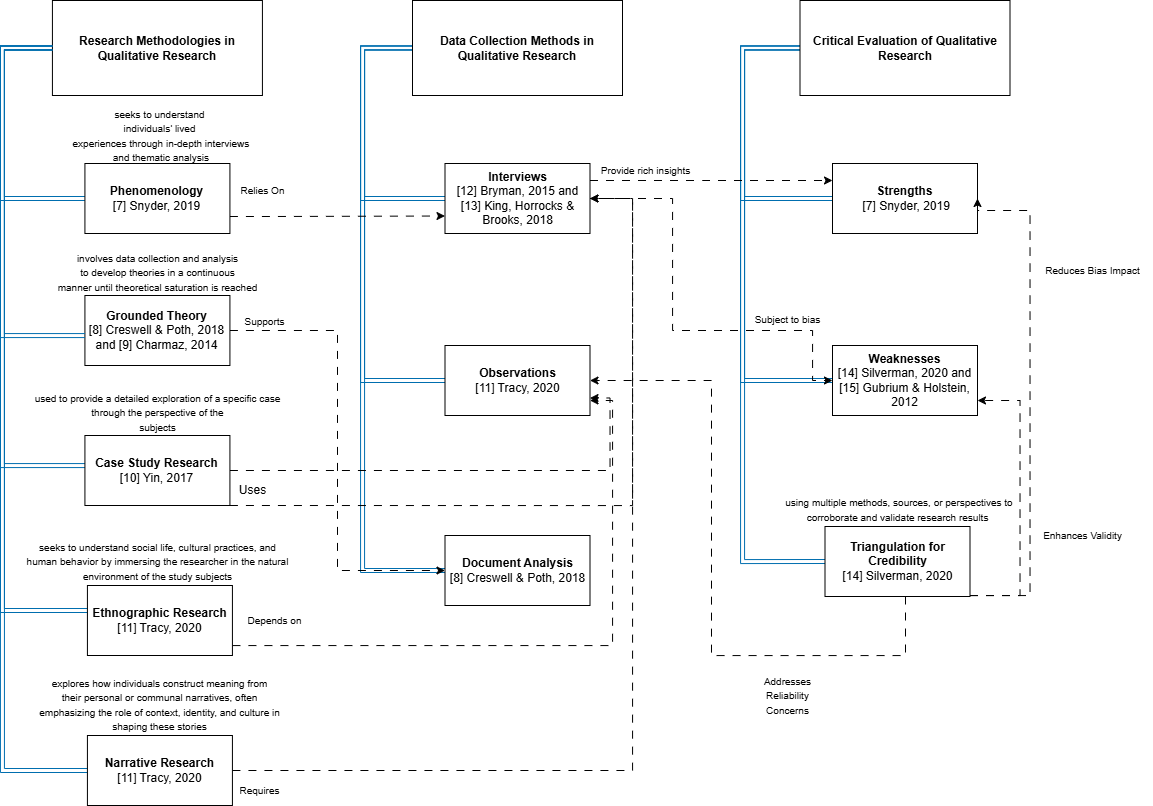 Research Methodologies in
Qualitative Research
seeks to understand
individuals' lived
experiences through in-depth interviews
and thematic analysis
Phenomenology
[7] Snyder, 2019
Relies On
involves data collection and analysis
to develop theories in a continuous
manner until theoretical saturation is reached
Grounded Theory
[8] Creswell & Poth, 2018
and [9] Charmaz, 2014
Supports
used to provide a detailed exploration of a specific case
through the perspective of the
subjects
Case Study Research
[10] Yin, 2017
Uses
seeks to understand social life, cultural practices, and
human behavior by immersing the researcher in the natural
environment of the study subjects
Ethnographic Research
[11] Tracy, 2020
Depends on
explores how individuals construct meaning from
their personal or communal narratives, often
emphasizing the role of context, identity, and culture in
shaping these stories
Narrative Research
[11] Tracy, 2020
Requires
Data Collection Methods in
Qualitative Research
Interviews
[12] Bryman, 2015 and
[13] King, Horrocks &
Brooks, 2018
Provide rich insights
Observations
[11] Tracy, 2020
Document Analysis
[8] Creswell & Poth, 2018
Critical Evaluation of Qualitative
Research
Strengths
[7] Snyder, 2019
Reduces Bias Impact
Subject to bias
Weaknesses
[14] Silverman, 2020 and
[15] Gubrium & Holstein,
2012
using multiple methods, sources, or perspectives to
corroborate and validate research results
Triangulation for
Credibility
[14] Silverman, 2020
Enhances Validity
Addresses
Reliability
Concerns